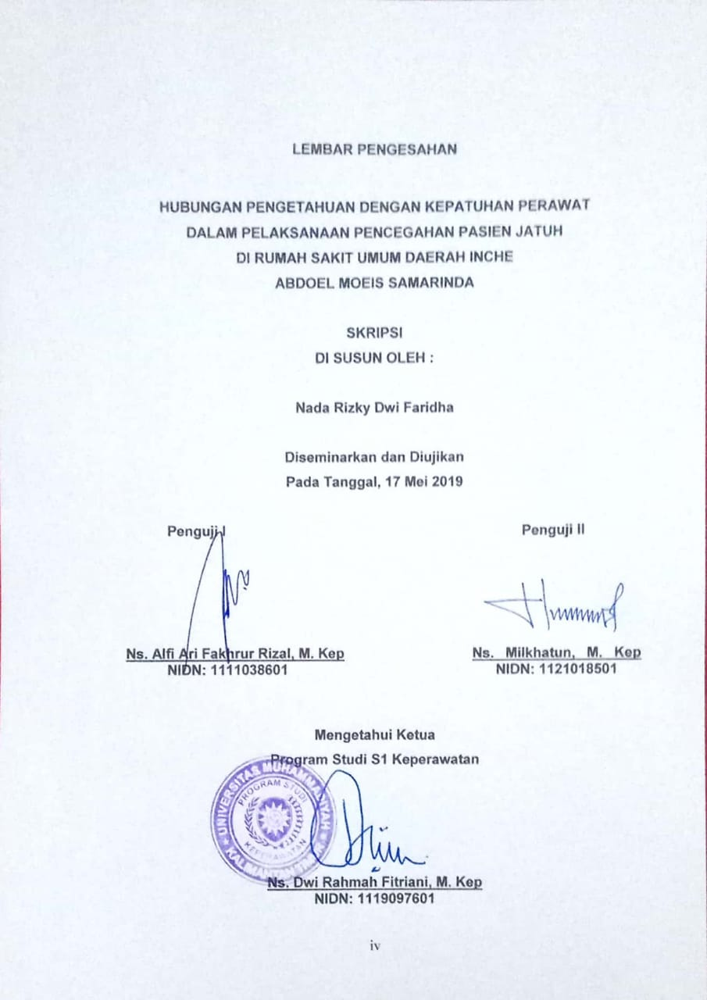 LEMBAR PENGESAHAN
HUBUNGAN PENGETAHUAN DENGAN KEPATUHAN PERAWAT
DALAM PELAKSANAAN PENCEGAHAN PASIEN JATUH
DI RUMAH SAKIT UMUM DAERAH INCHE
ABDOEL MOEIS SAMARINDA
SKRIPSI
DI SUSUN OLEH :
Nada Rizky Dwi Faridha
Diseminarkan dan Diujikan
Pada Tanggal, 17 Mei 2019
Penguji I
Penguji II
Ns. Alfi Ari Fakhrur Rizal, M. Kep
NIDN: 1111038601
Ns. Milkhatun, M. Kep
NIDN: 1121018501
Mengetahui Ketua
Program Studi S1 Keperawatan
UNIVERSITAS MUHAMMADIYAH
KALIMANTAN TIMUR
PROGRAM STUDI
KEPERAWATAN
Ns. Dwi Rahmah Fitriani, M. Kep
NIDN: 1119097601
iv